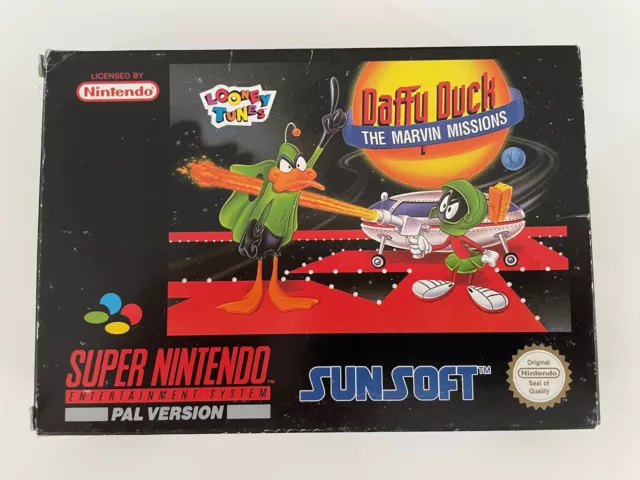 LICENSED BY
Nintendo
LOONEY
TUNES
Daffy Duck
THE MARVIN MISSIONS
SUPER NINTENDO
ENTERTAINMENT SYSTEM
PAL VERSION
SUNSOFT™
Original
Nintendo
Seal of
Quality